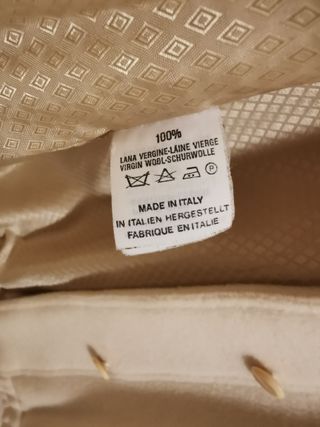 100%
LANA VERGINE-LAINE VIERGE
VIRGIN WOOL-SCHURWOLLE
P
MADE IN ITALY
IN ITALIEN HERGESTELLT
FABRIQUE EN ITALIE